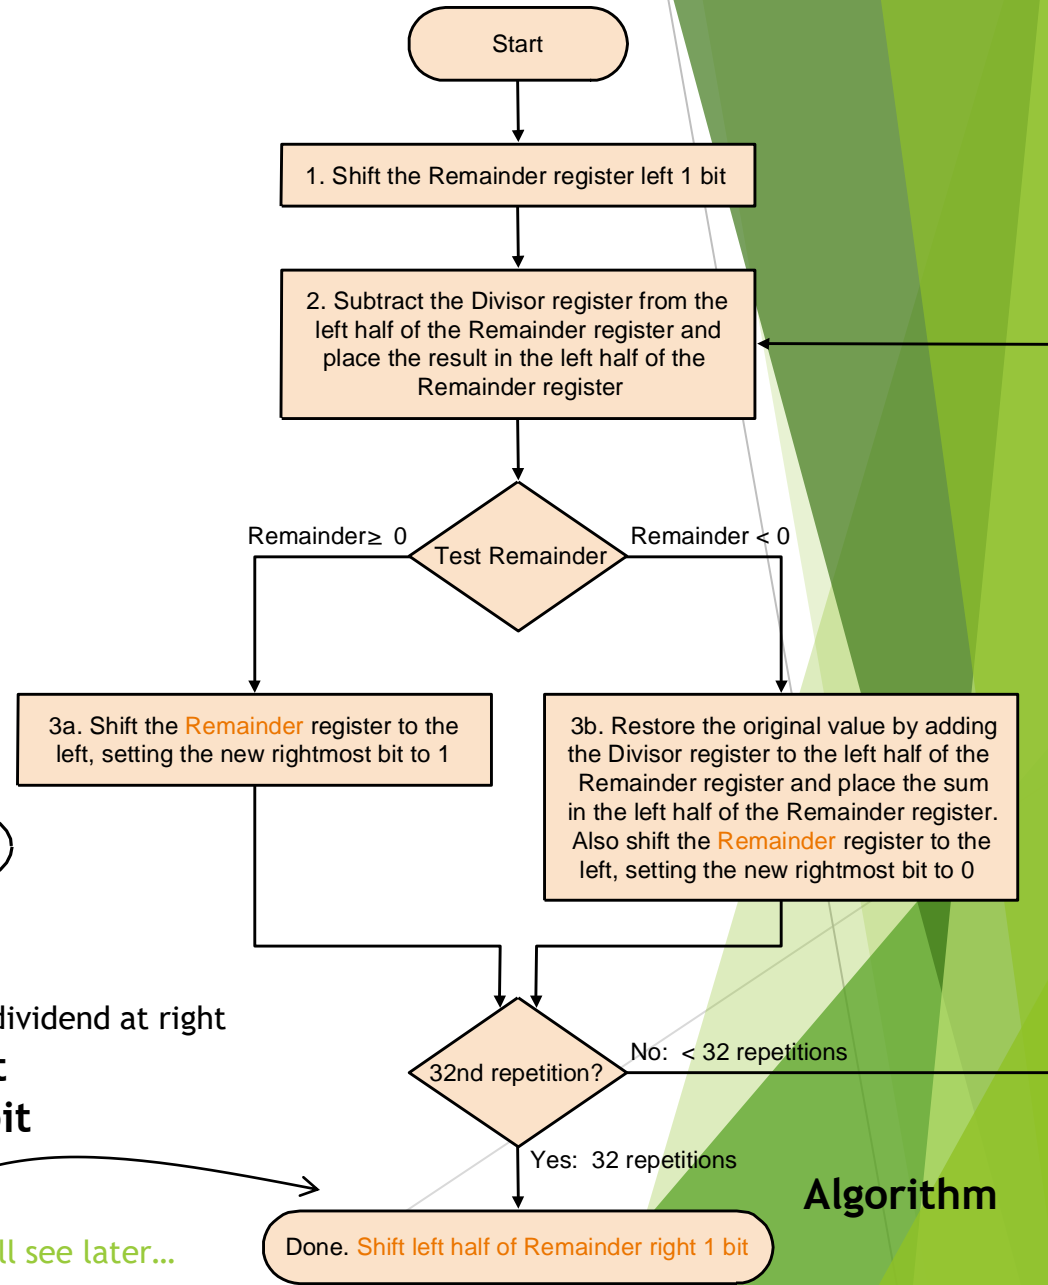 Start
1. Shift the Remainder register left 1 bit
2. Subtract the Divisor register from the
left half of the Remainder register and
place the result in the left half of the
Remainder register
Remainder≥ 0
Test Remainder
Remainder < 0
3a. Shift the Remainder register to the
left, setting the new rightmost bit to 1
3b. Restore the original value by adding
the Divisor register to the left half of the
Remainder register and place the sum
in the left half of the Remainder register.
Also shift the Remainder register to the
left, setting the new rightmost bit to 0
dividend at right
32nd repetition?
No: < 32 repetitions
Yes: 32 repetitions
Algorithm
ll see later...
Done. Shift left half of Remainder right 1 bit